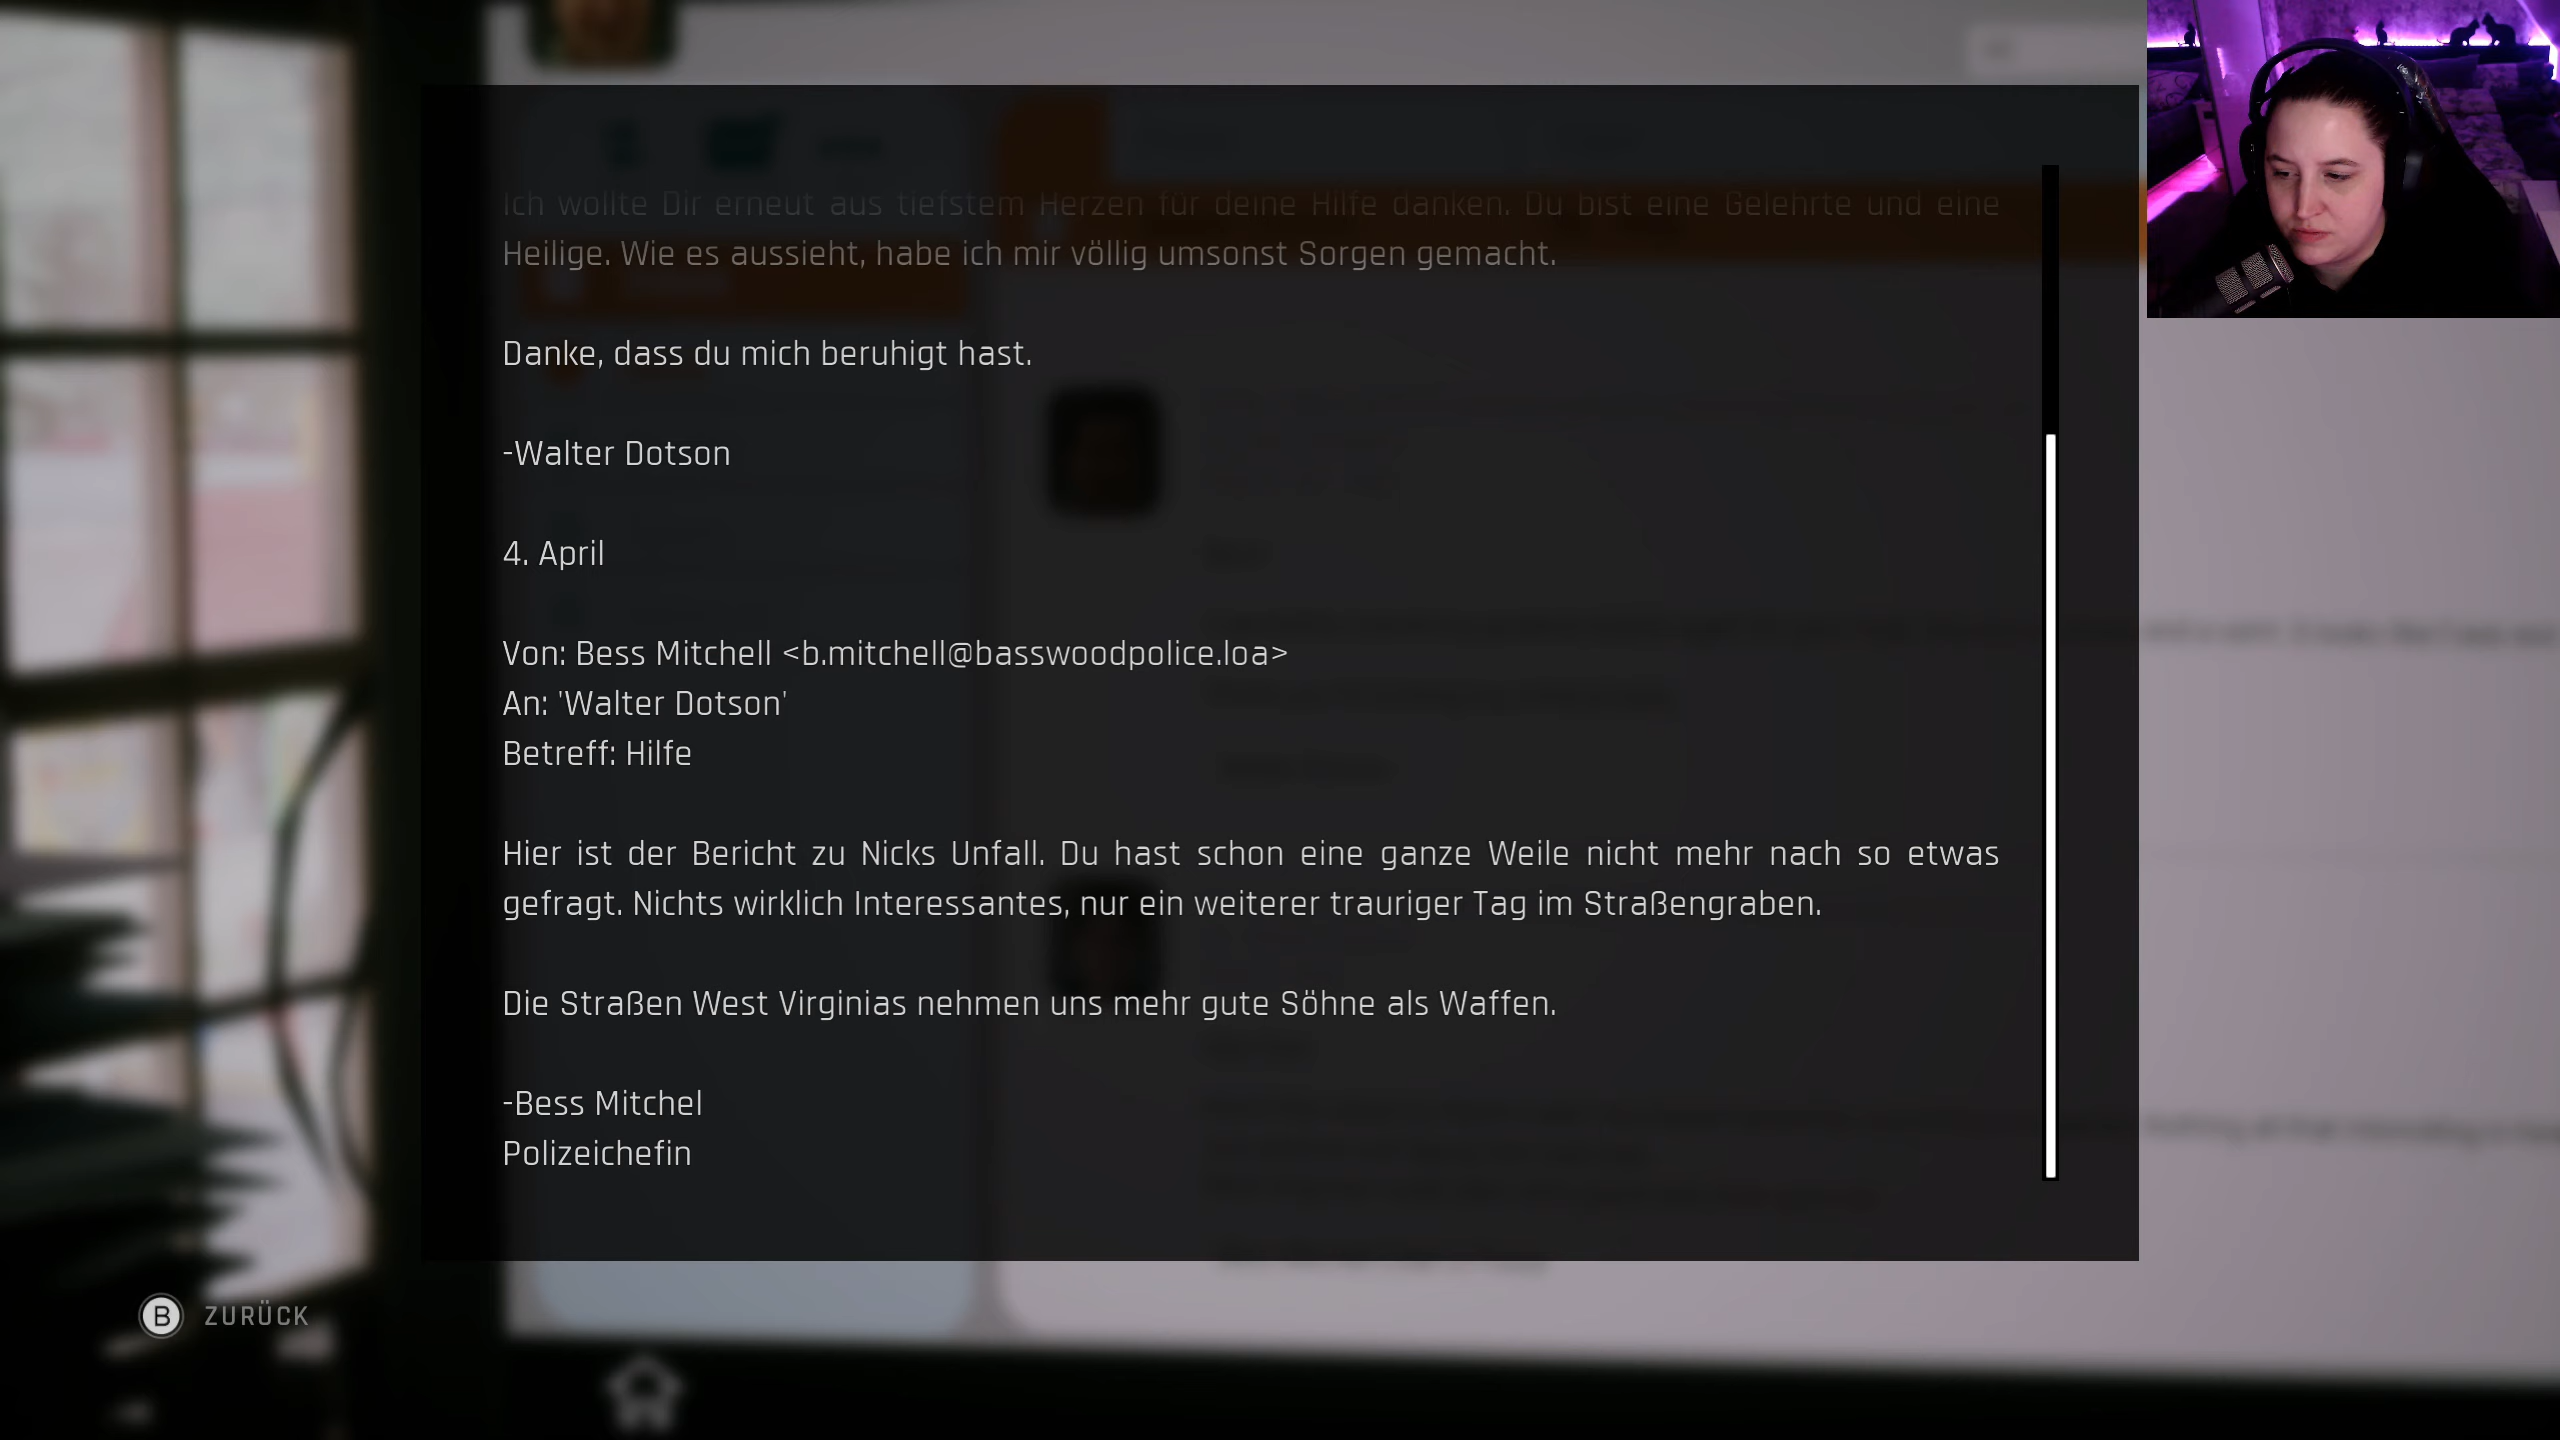 Ich wollte Dir erneut aus tiefstem Herzen für deine Hilfe danken. Du bist eine Gelehrte und eine
Heilige. Wie es aussieht, habe ich mir völlig umsonst Sorgen gemacht.
Danke, dass du mich beruhigt hast.
-Walter Dotson
4. April
Von: Bess Mitchell <b.mitchell@basswoodpolice.loa>
An: 'Walter Dotson'
Betreff: Hilfe
Hier ist der Bericht zu Nicks Unfall. Du hast schon eine ganze Weile nicht mehr nach so etwas
gefragt. Nichts wirklich Interessantes, nur ein weiterer trauriger Tag im Straßengraben.
Die Straßen West Virginias nehmen uns mehr gute Söhne als Waffen.
-Bess Mitchel
Polizeichefin
B ZURÜCK